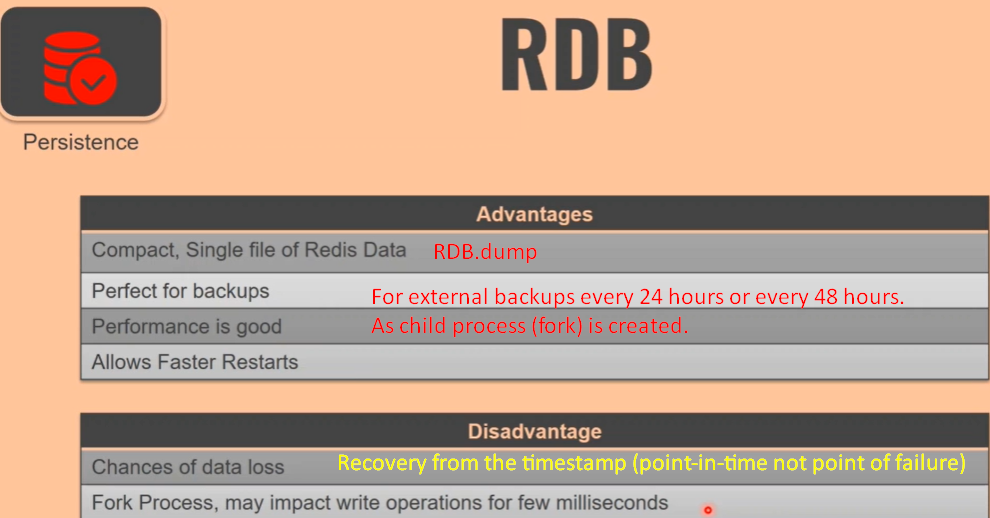 RDB
Persistence
Advantages
Compact, Single file of Redis Data RDB.dump
Perfect for backups For external backups every 24 hours or every 48 hours.
Performance is good As child process (fork) is created.
Allows Faster Restarts
Disadvantage
Chances of data loss Recovery from the timestamp (point-in-time not point of failure)
Fork Process, may impact write operations for few milliseconds